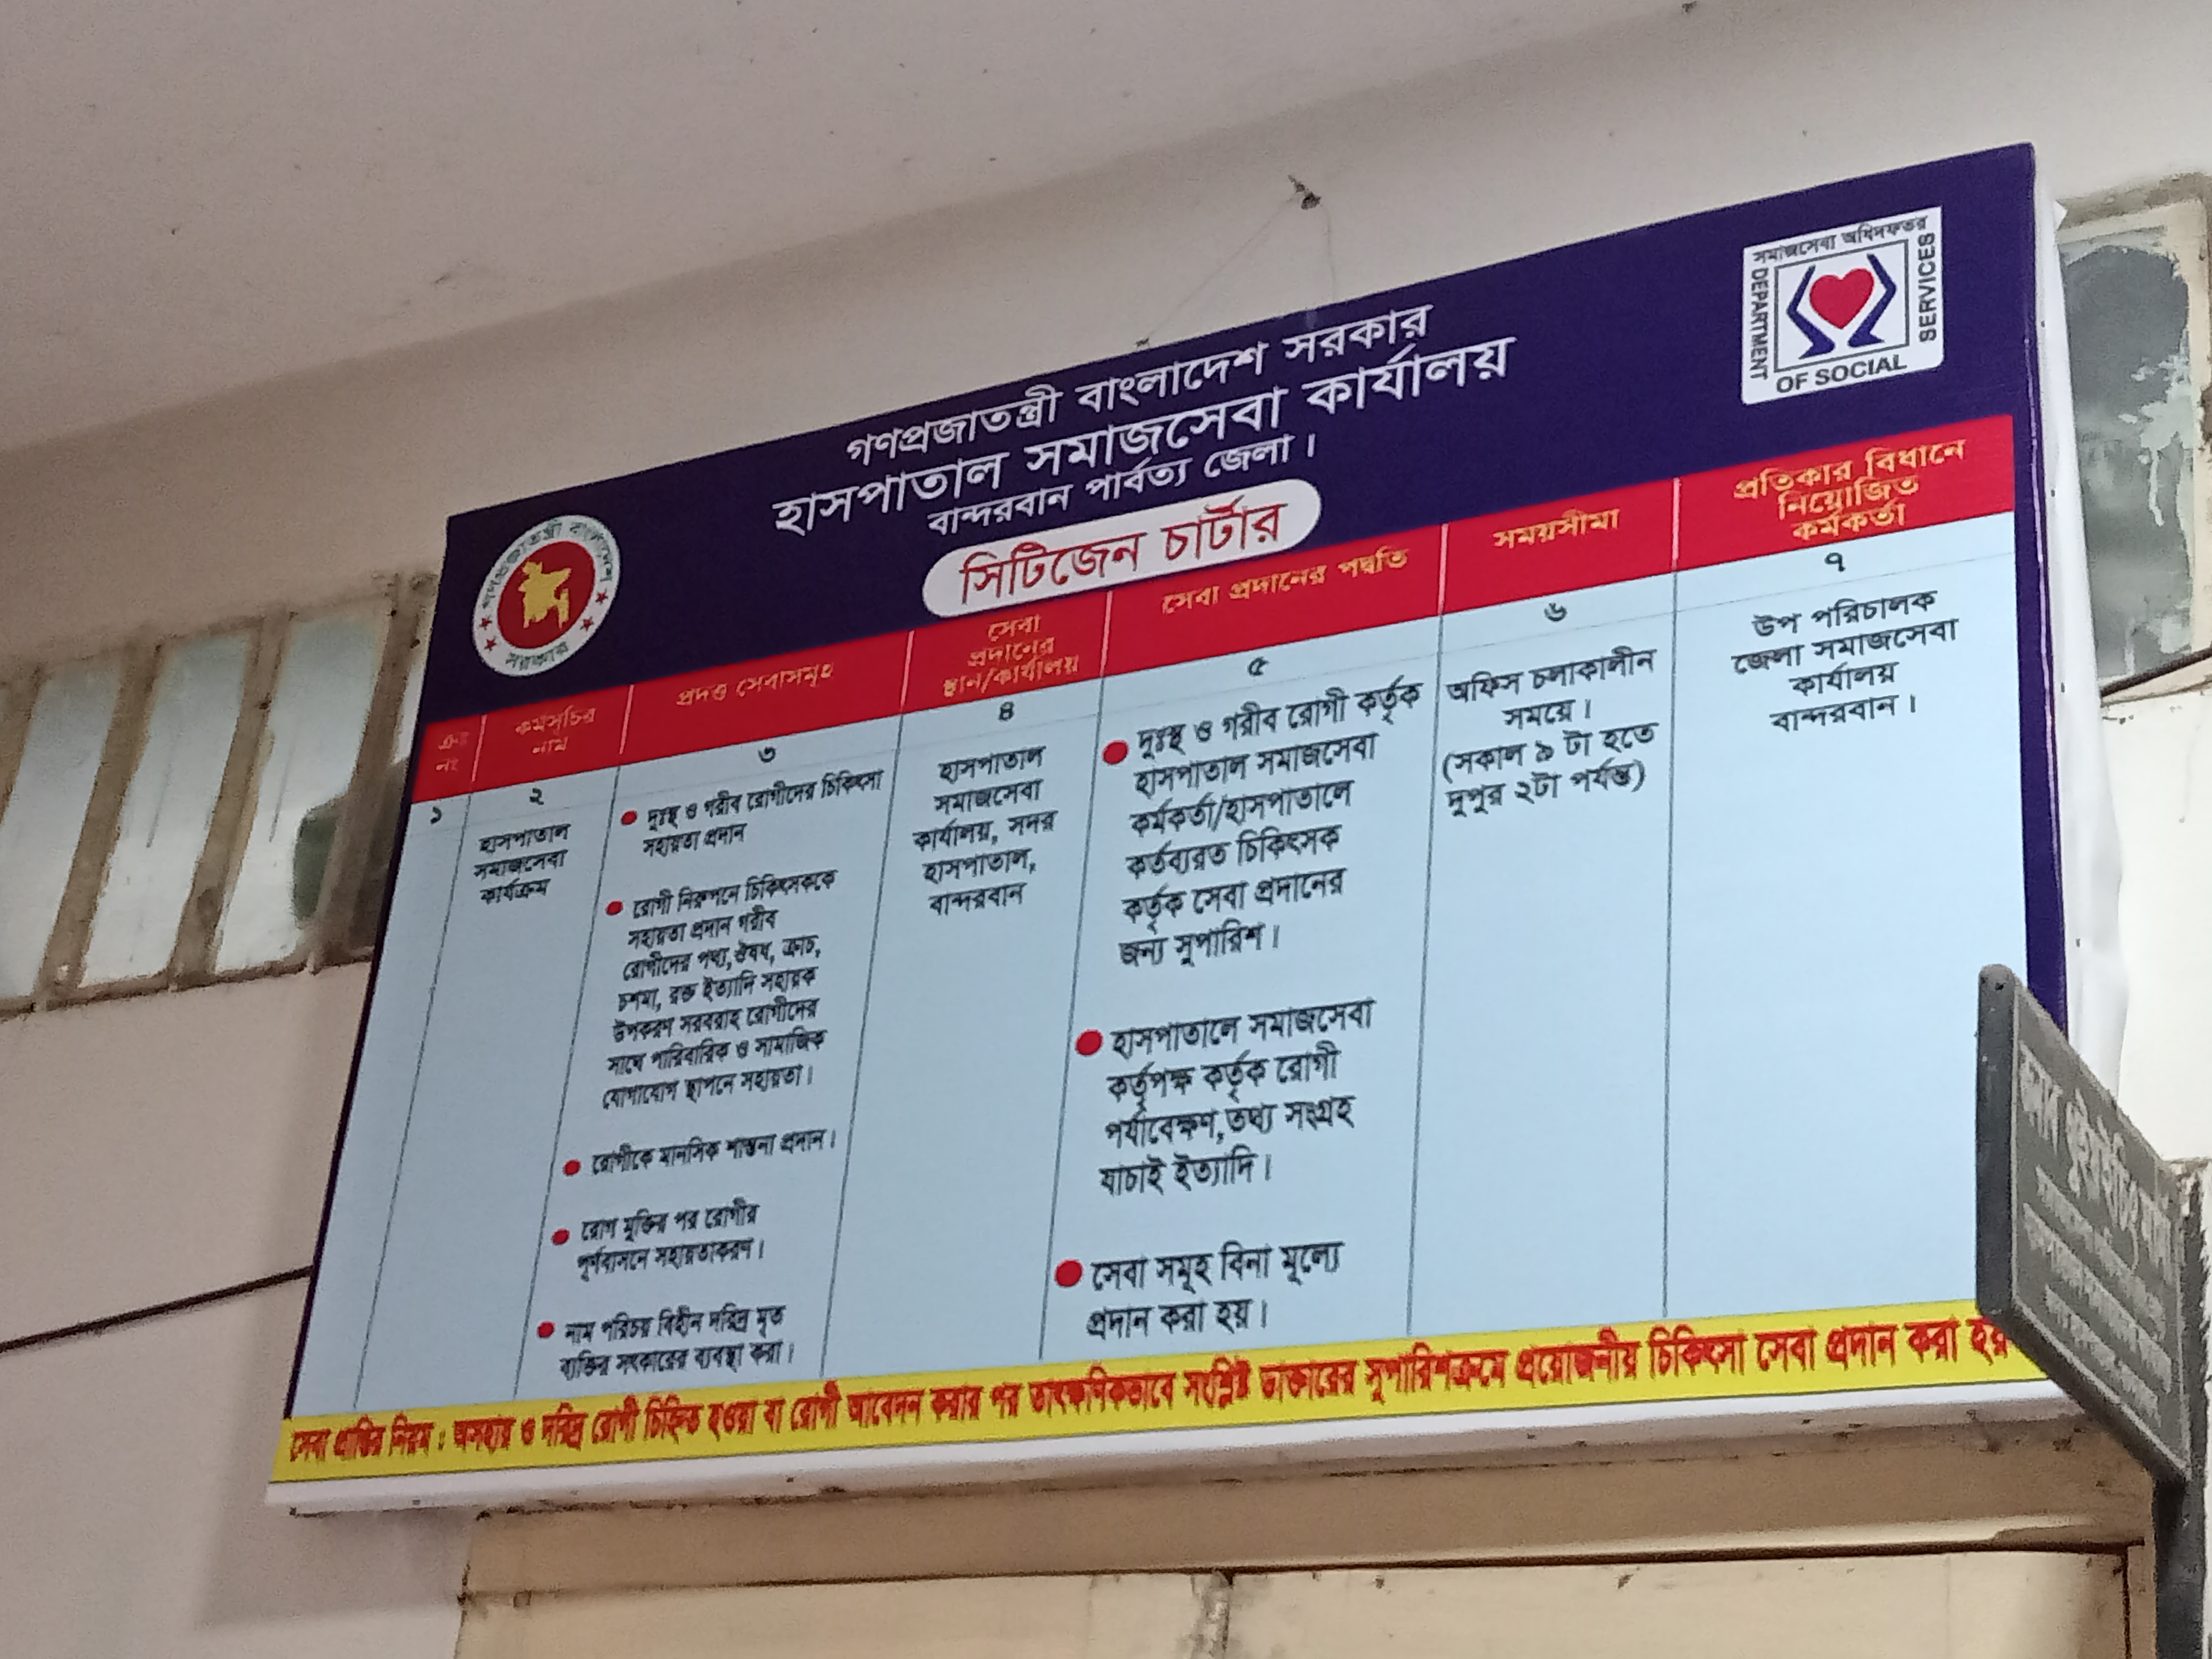 গণপ্রজাতন্ত্রী বাংলাদেশ সরকার
হাসপাতাল সমাজসেবা কার্যালয়
বান্দরবান পার্বত্য জেলা।
সিটিজেন চার্টার
গণপ্রজাতন্ত্রী বাংলাদেশ
সরকার
সমাজসেবা অধিদফতর
DEPARTMENT
OF SOCIAL
SERVICES
ক্রঃ
নং
কর্মসূচির
নাম
প্রদত্ত সেবাসমূহ
সেবা
প্রদানের
স্থান/কার্যালয়
সেবা প্রদানের পদ্বতি
সময়সীমা
প্রতিকার বিধানে
নিয়োজিত
কর্মকর্তা
১
২
হাসপাতাল
সমাজসেবা
কার্যক্রম
৩
দুঃস্থ ও গরীব রোগীদের চিকিৎসা
সহায়তা প্রদান
রোগী নিরুপনে চিকিৎসককে
সহায়তা প্রদান গরীব
রোগীদের পথ্য, ঔষধ, ক্রাচ,
চশমা, রক্ত ইত্যাদি সহায়ক
উপকরণ সরবরাহ রোগীদের
সাথে পারিবারিক ও সামাজিক
যোগাযোগ স্থাপনে সহায়তা।
রোগীকে মানসিক শান্তনা প্রদান।
রোগ মুক্তির পর রোগীর
পূর্ণবাসনে সহায়তাকরণ।
নাম পরিচয় বিহীন দরিদ্র মৃত
ব্যক্তির সৎকারের ব্যবস্থা করা।
৪
হাসপাতাল
সমাজসেবা
কার্যালয়, সদর
হাসপাতাল,
বান্দরবান
৫
দুঃস্থ ও গরীব রোগী কর্তৃক
হাসপাতাল সমাজসেবা
কর্মকর্তা/হাসপাতালে
কর্তব্যরত চিকিৎসক
কর্তৃক সেবা প্রদানের
জন্য সুপারিশ।
হাসপাতালে সমাজসেবা
কর্তৃপক্ষ কর্তৃক রোগী
পর্যাবেক্ষণ, তথ্য সংগ্রহ
যাচাই ইত্যাদি।
সেবা সমূহ বিনা মূল্যে
প্রদান করা হয়।
৬
অফিস চলাকালীন
সময়ে।
(সকাল ৯ টা হতে
দুপুর ২টা পর্যন্ত)
৭
উপ পরিচালক
জেলা সমাজসেবা
কার্যালয়
বান্দরবান।
সেবা প্রাপ্তির নিয়ম : অসহায় ও দরিদ্র রোগী চিহ্নিত হওয়া বা রোগী আবেদন করার পর তাৎক্ষণিকভাবে সংশ্লিষ্ট ডাক্তারের সুপারিশক্রমে প্রয়োজনীয় চিকিৎসা সেবা প্রদান করা হয়